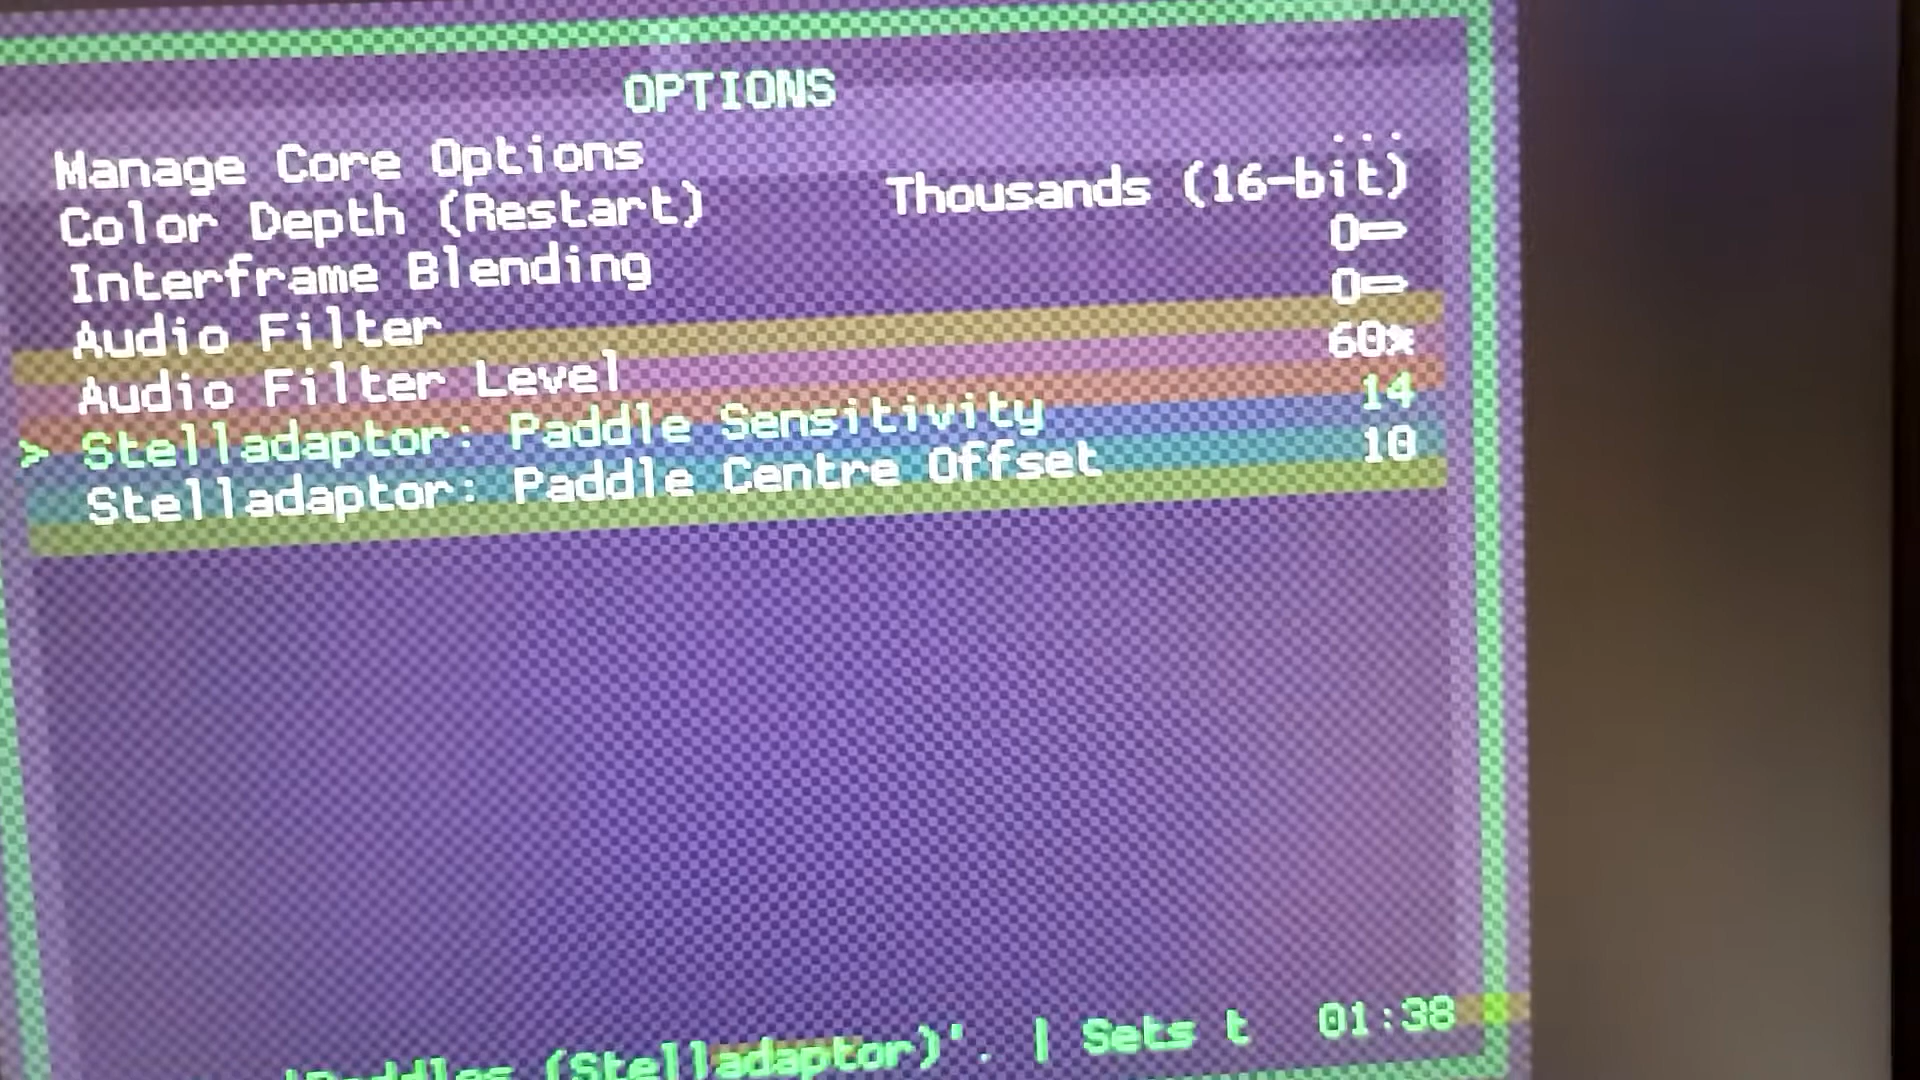 OPTIONS
Manage Core Options ...
Color Depth (Restart) Thousands (16-bit)
Interframe Blending
Audio Filter
Audio Filter Level 60%
> Stelladaptor: Paddle Sensitivity 14
Stelladaptor: Paddle Centre Offset 10
'Paddles (Stelladaptor)'. | Sets t 01:38